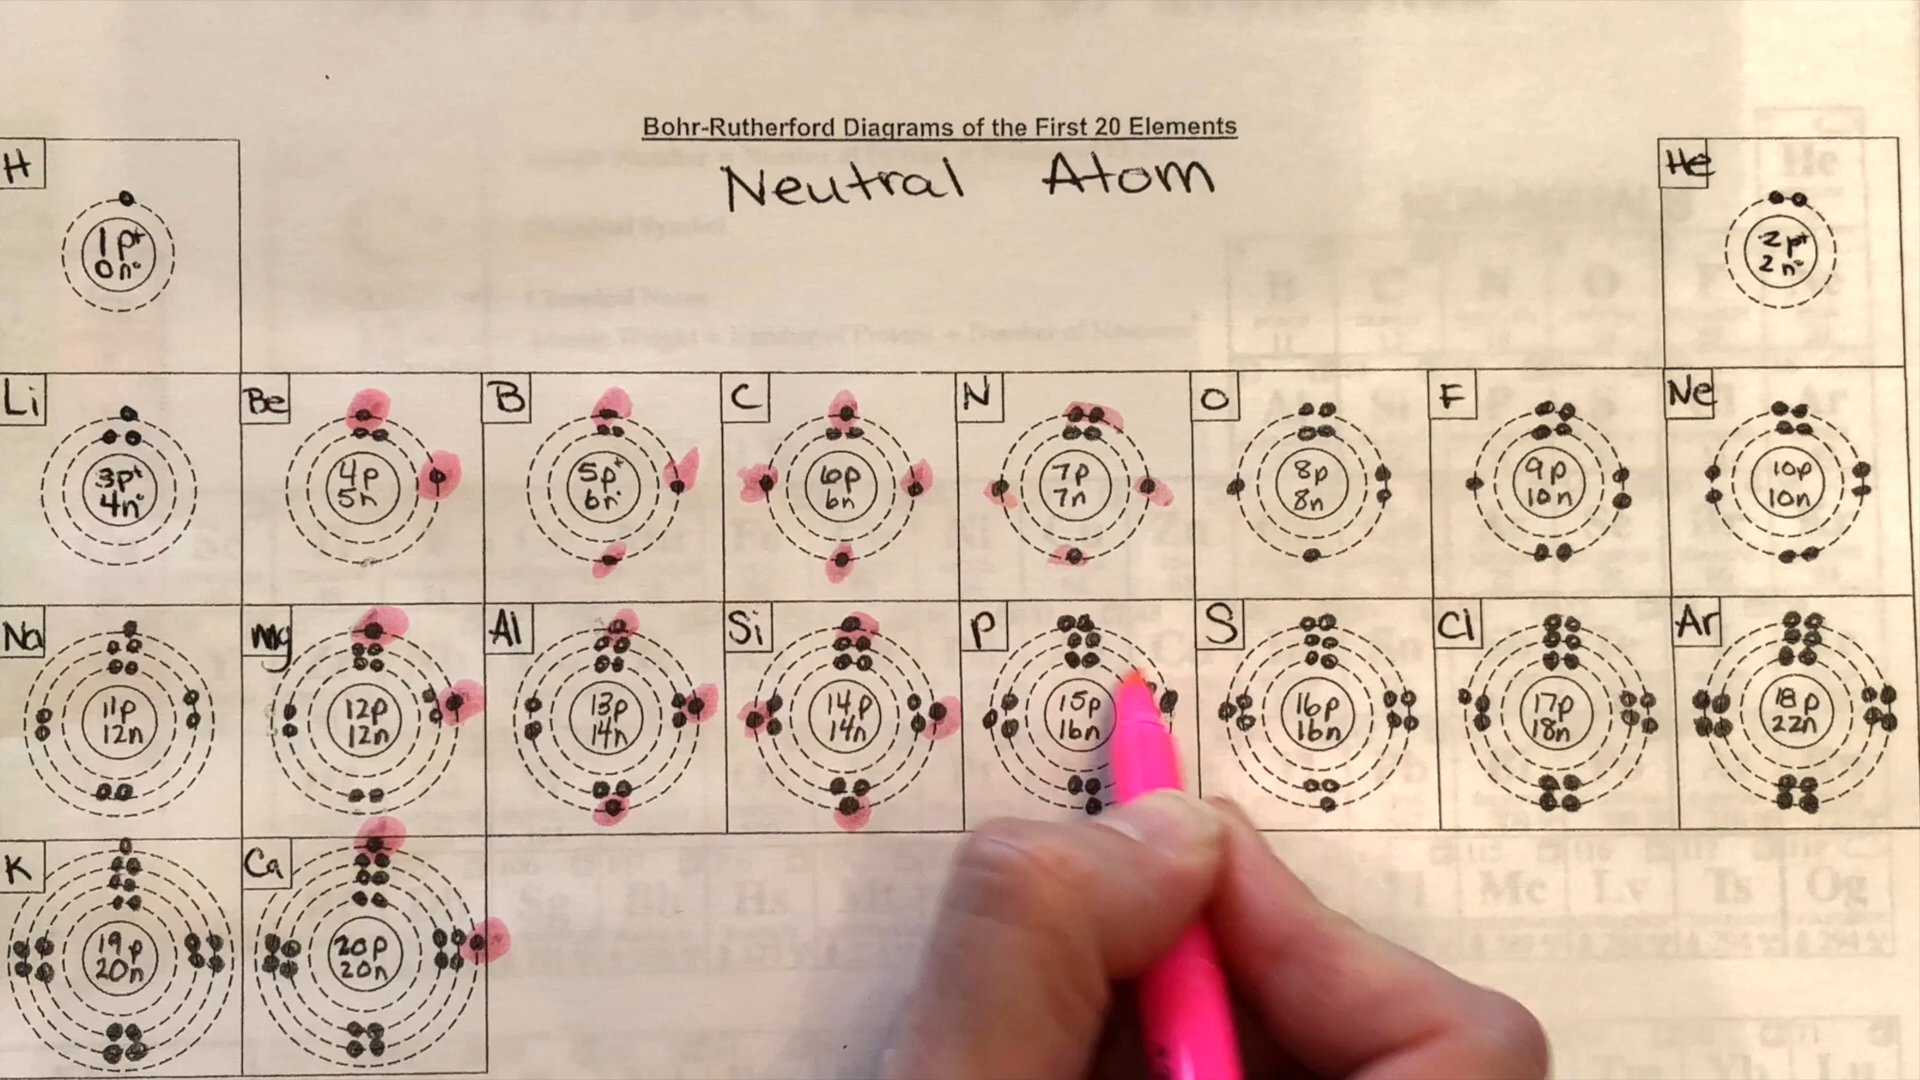 Bohr-Rutherford Diagrams of the First 20 Elements
Neutral Atom
H
1p+
0n°
He
2p+
2n°
Li
3p+
4n°
Be
4p
5n
B
5p+
6n°
C
6p
6n
N
7p
7n
O
8p
8n
F
9p
10n
Ne
10p
10n
Na
11p
12n
Mg
12p
12n
Al
13p
14n
Si
14p
14n
P
15p
16n
S
16p
16n
Cl
17p
18n
Ar
18p
22n
K
19p
20n
Ca
20p
20n